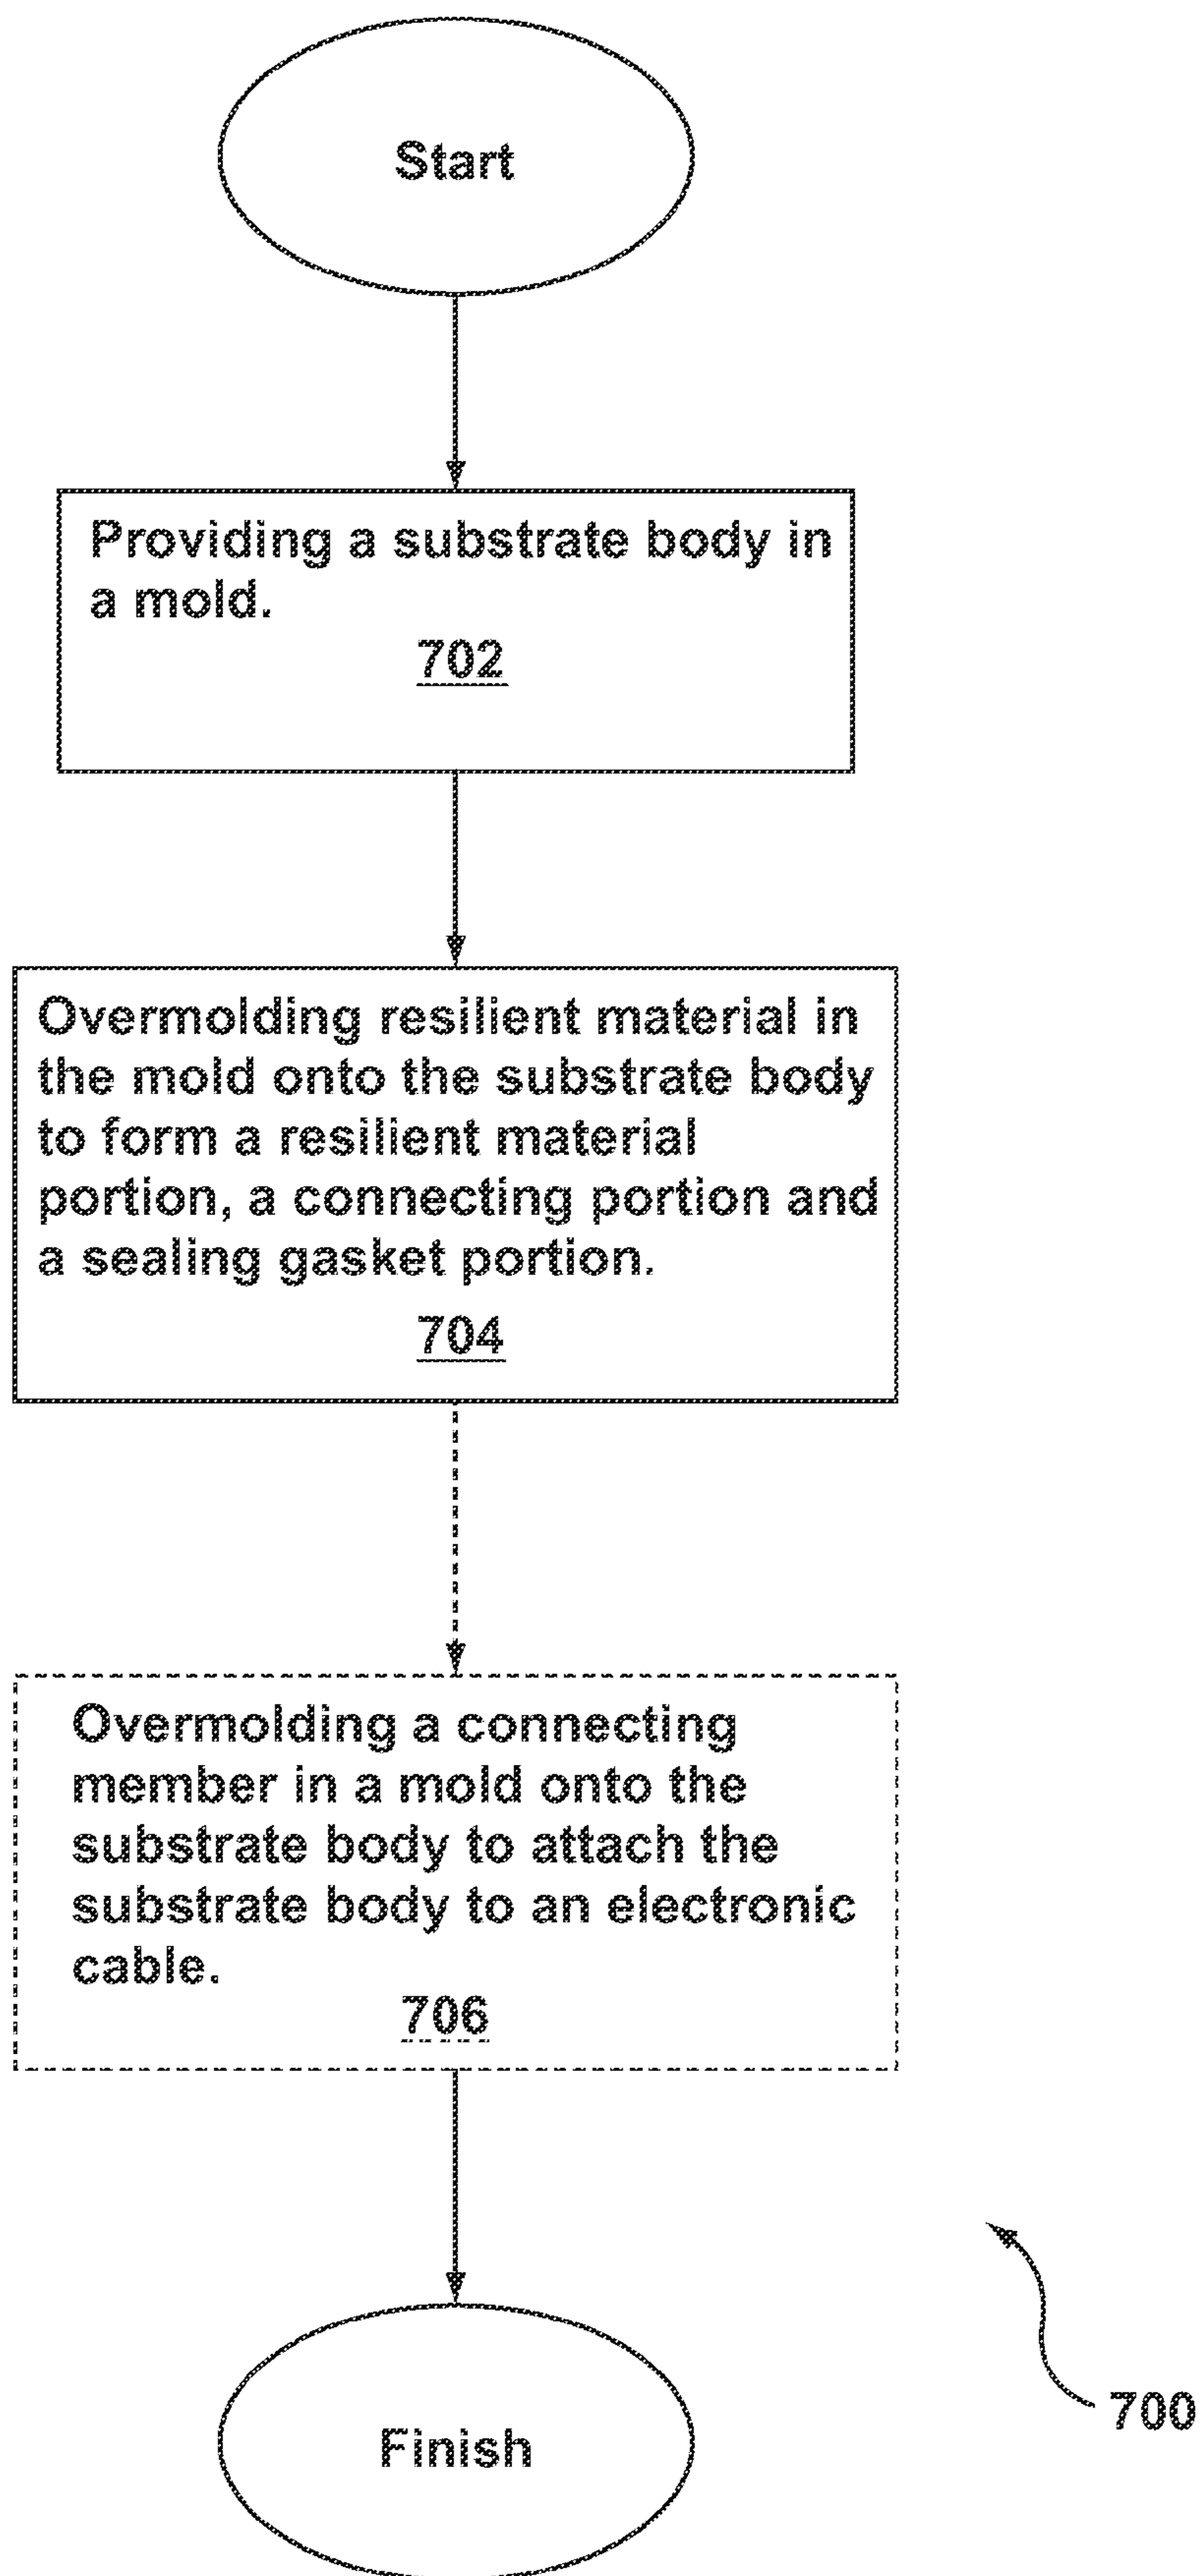 Start
Providing a substrate body in
a mold.
702
Overmolding resilient material in
the mold onto the substrate body
to form a resilient material
portion, a connecting portion and
a sealing gasket portion.
704
Overmolding a connecting
member in a mold onto the
substrate body to attach the
substrate body to an electronic
cable.
706
Finish
700